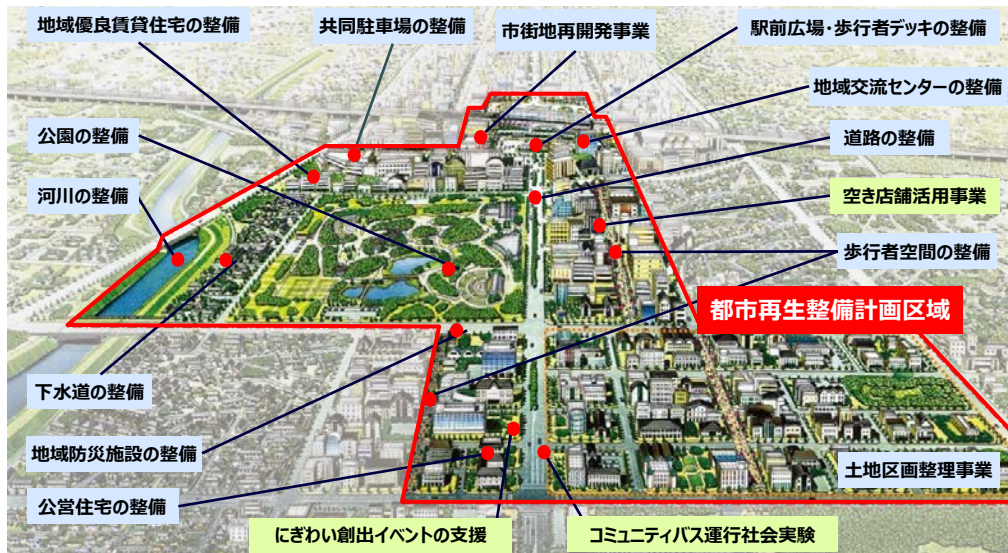 地域優良賃貸住宅の整備
共同駐車場の整備
市街地再開発事業
駅前広場・歩行者デッキの整備
地域交流センターの整備
公園の整備
道路の整備
河川の整備
空き店舗活用事業
歩行者空間の整備
都市再生整備計画区域
下水道の整備
地域防災施設の整備
土地区画整理事業
公営住宅の整備
にぎわい創出イベントの支援
コミュニティバス運行社会実験